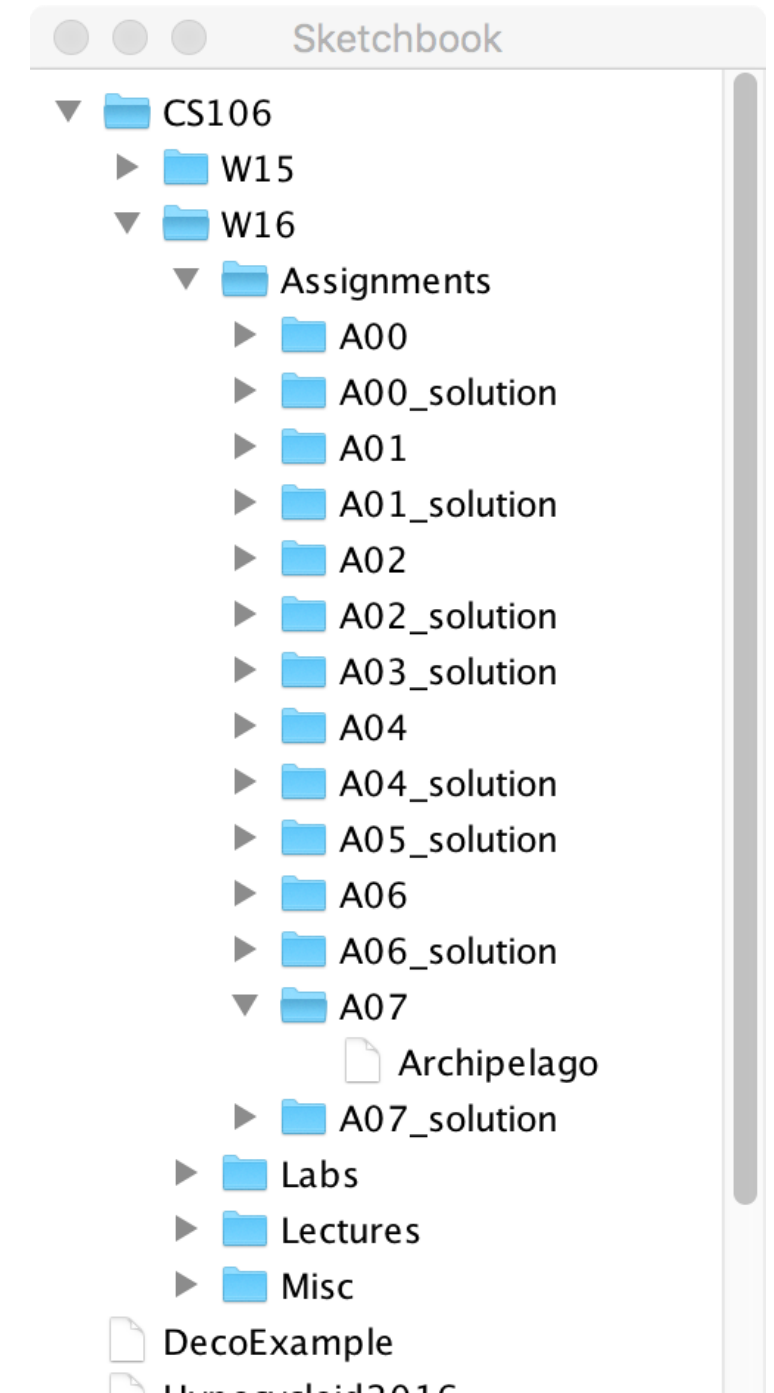 Sketchbook
CS106
W15
W16
Assignments
A00
A00_solution
A01
A01_solution
A02
A02_solution
A03_solution
A04
A04_solution
A05_solution
A06
A06_solution
A07
Archipelago
A07_solution
Labs
Lectures
Misc
DecoExample